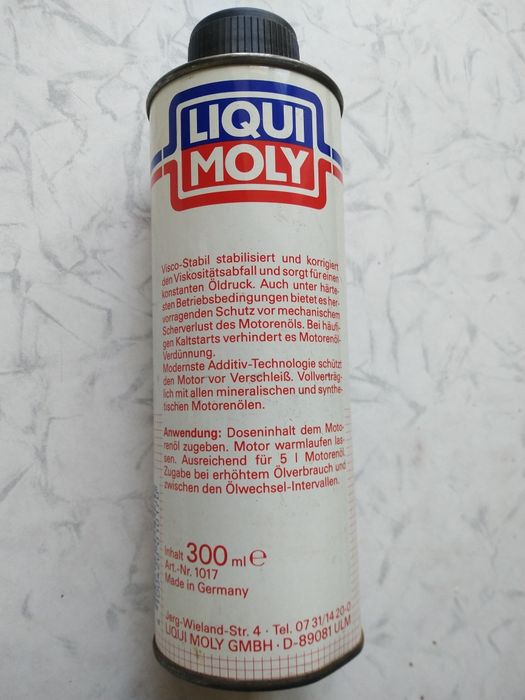 LIQUI
MOLY
Visco-Stabil stabilisiert und korrigiert
den Viskositätsabfall und sorgt für einen
konstanten Öldruck. Auch unter härte-
sten Betriebsbedingungen bietet es her-
vorragenden Schutz vor mechanischem
Scherverlust des Motorenöls. Bei häufi-
gen Kaltstarts verhindert es Motorenöl-
Verdünnung.
Modernste Additiv-Technologie schützt
den Motor vor Verschleiß. Vollverträg-
lich mit allen mineralischen und synthe-
tischen Motorenölen.
Anwendung: Doseninhalt dem Moto-
renöl zugeben. Motor warmlaufen las-
sen. Ausreichend für 5 l Motorenöl.
Zugabe bei erhöhtem Ölverbrauch und
zwischen den Ölwechsel-Intervallen.
Inhalt 300 ml ℮
Art.-Nr. 1017
Made in Germany
Jerg-Wieland-Str. 4 · Tel. 07 31/14 20-0
LIQUI MOLY GMBH · D-89081 ULM